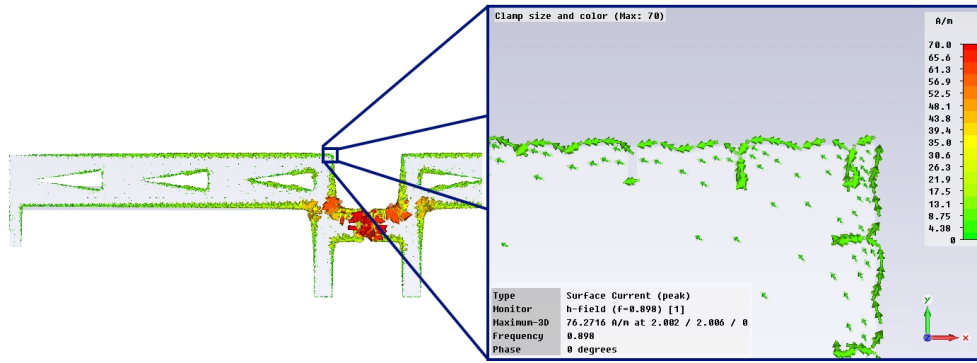 Clamp size and color (Max: 70)
A/m
70.0
65.6
61.3
56.9
52.5
48.1
43.8
39.4
35.0
30.6
26.3
21.9
17.5
13.1
8.75
4.38
0
Type Surface Current (peak)
Monitor h-field (f=0.898) [1]
Maximum-3D 76.2716 A/m at 2.002 / 2.006 / 0
Frequency 0.898
Phase 0 degrees
y
x